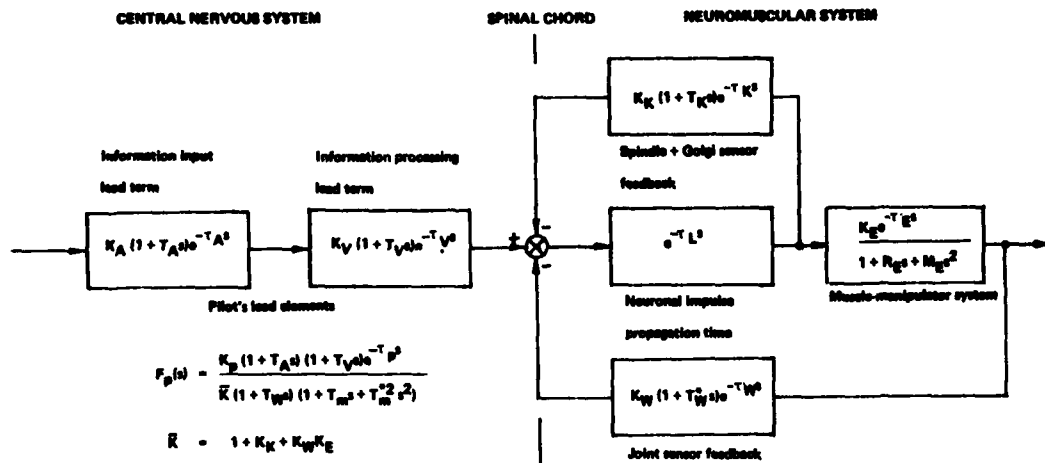 CENTRAL NERVOUS SYSTEM
SPINAL CHORD
NEUROMUSCULAR SYSTEM
K_K (1 + T_K s)e^{-τ_K s}
Information input
lead term
Information processing
lead term
Spindle + Golgi sensor
feedback
K_A (1 + T_A s)e^{-τ_A s}
K_V (1 + T_V s)e^{-τ_V s}
+
-
-
e^{-τ_L s}
K_E e^{-τ_E s}
1 + R_E s + M_E s^2
Pilot's lead elements
Neuronal impulse
propagation time
Muscle-manipulator system
F_p(s) = K_p (1 + T_A s) (1 + T_V s)e^{-τ_p s}
K̄ (1 + T_W s) (1 + T_m s + T_m^{*2} s^2)
K_W (1 + T_W^* s)e^{-τ_W s}
K̄ = 1 + K_K + K_W K_E
Joint sensor feedback